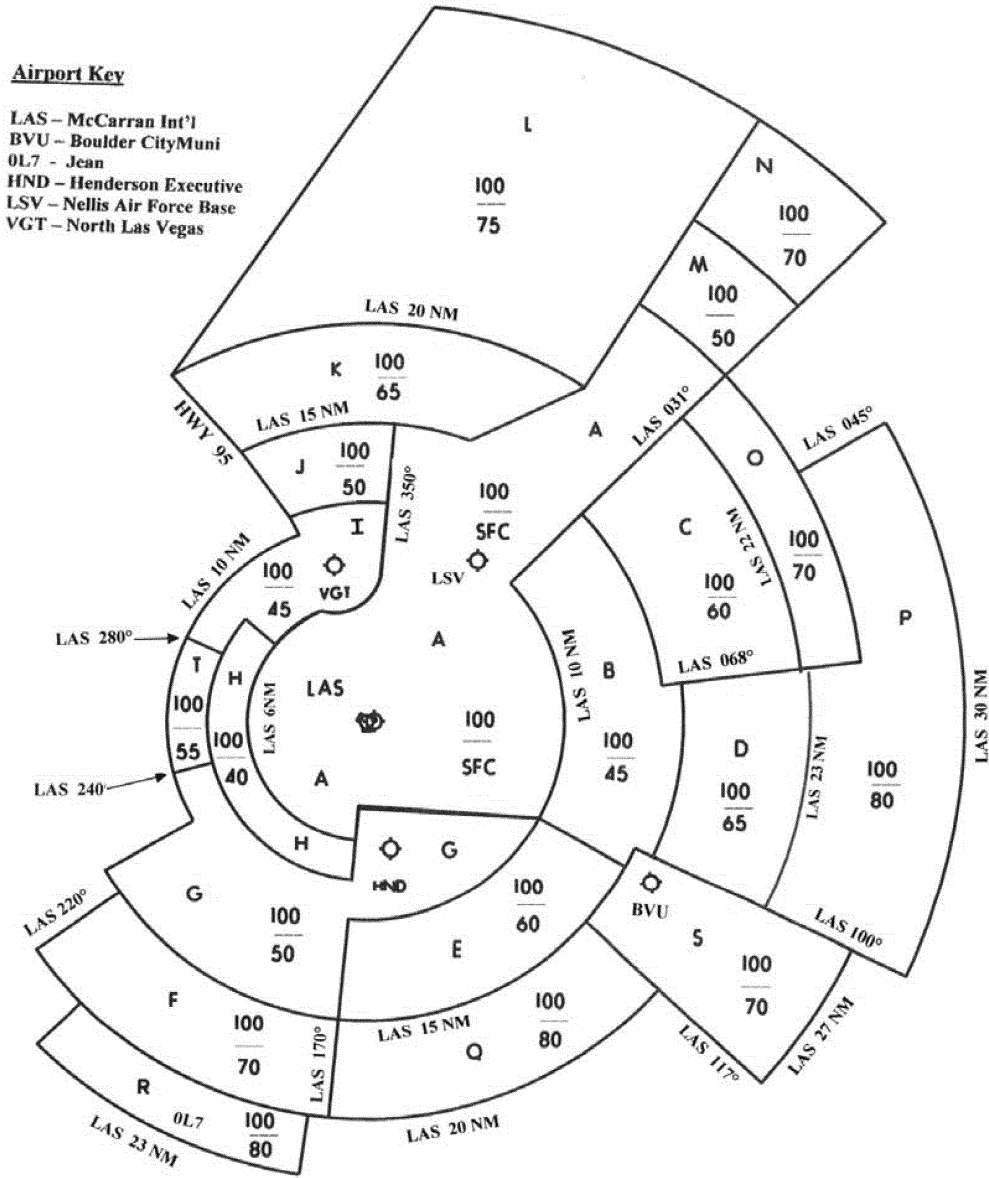 Airport Key
LAS – McCarran Int'l
BVU – Boulder CityMuni
0L7 - Jean
HND – Henderson Executive
LSV – Nellis Air Force Base
VGT – North Las Vegas
L
100
75
N
100
70
M
100
50
LAS 20 NM
K
100
65
HWY 95
LAS 15 NM
J
100
50
LAS 350°
A
LAS 031°
100
SFC
LSV
LAS 045°
O
100
70
C
LAS 22 NM
100
60
LAS 068°
P
100
80
LAS 30 NM
I
LAS 10 NM
100
45
VGT
LAS 280°
T
100
55
LAS 240
H
100
40
LAS 6NM
A
LAS
100
SFC
A
LAS 10 NM
B
100
45
D
100
65
LAS 23 NM
H
HND
G
G
100
50
LAS 220°
E
100
60
BVU
S
100
70
LAS 100°
LAS 27 NM
LAS 117°
F
100
70
LAS 170°
LAS 15 NM
Q
100
80
LAS 20 NM
R
0L7
100
80
LAS 23 NM